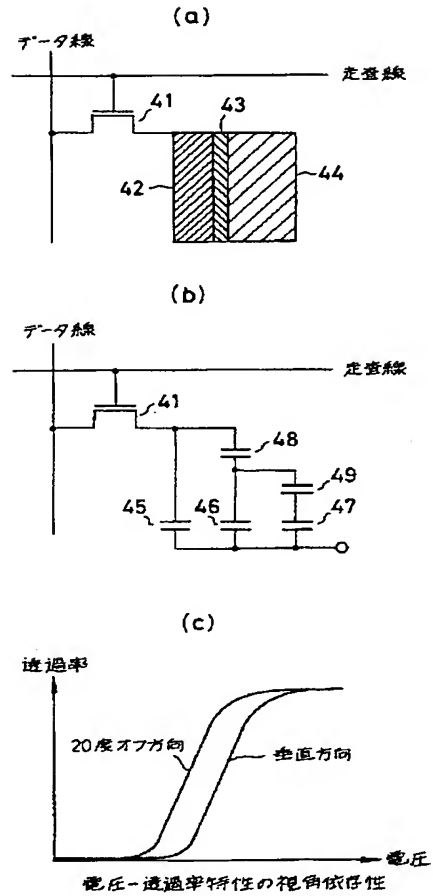 (a)
データ線
走査線
41
43
42
44
(b)
データ線
走査線
41
48
49
45
46
47
(c)
透過率
20度オフ方向
垂直方向
電圧
電圧-透過率特性の視角依存性